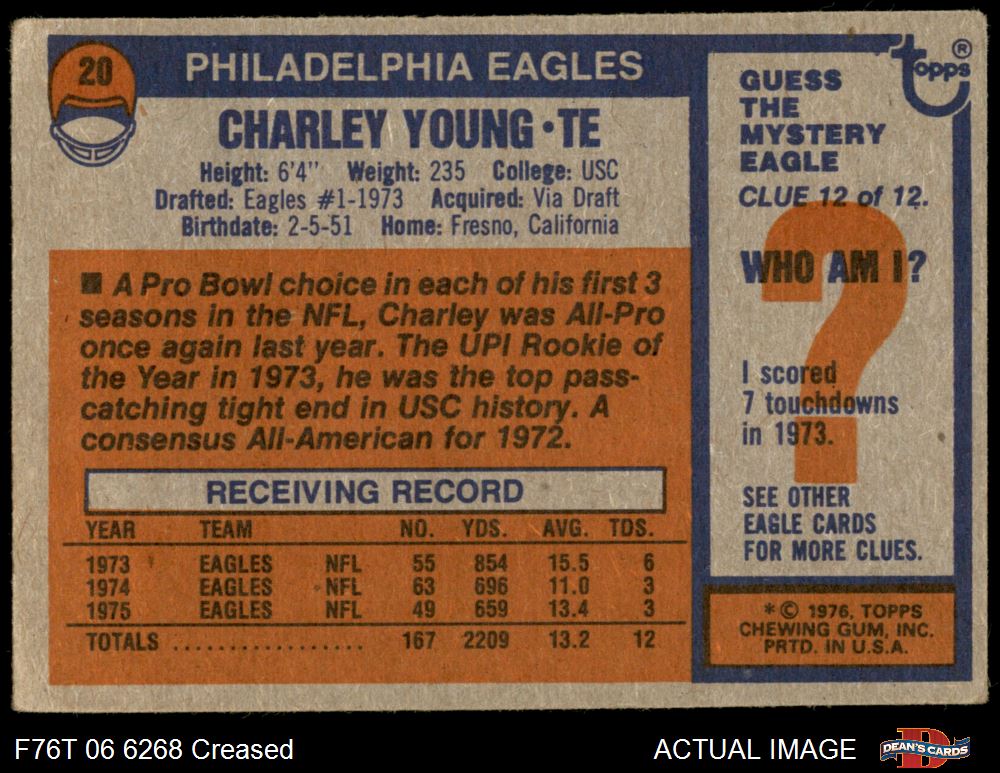 20
PHILADELPHIA EAGLES
CHARLEY YOUNG • TE
Height: 6'4" Weight: 235 College: USC
Drafted: Eagles #1-1973 Acquired: Via Draft
Birthdate: 2-5-51 Home: Fresno, California
■ A Pro Bowl choice in each of his first 3
seasons in the NFL, Charley was All-Pro
once again last year. The UPI Rookie of
the Year in 1973, he was the top pass-
catching tight end in USC history. A
consensus All-American for 1972.
RECEIVING RECORD
YEAR TEAM NO. YDS. AVG. TDS.
1973 EAGLES NFL 55 854 15.5 6
1974 EAGLES NFL 63 696 11.0 3
1975 EAGLES NFL 49 659 13.4 3
TOTALS .................. 167 2209 13.2 12
topps ®
GUESS
THE
MYSTERY
EAGLE
CLUE 12 of 12.
?
WHO AM I?
I scored
7 touchdowns
in 1973.
SEE OTHER
EAGLE CARDS
FOR MORE CLUES.
*© 1976, TOPPS
CHEWING GUM, INC.
PRTD. IN U.S.A.
F76T 06 6268 Creased
ACTUAL IMAGE
DEAN'S CARDS